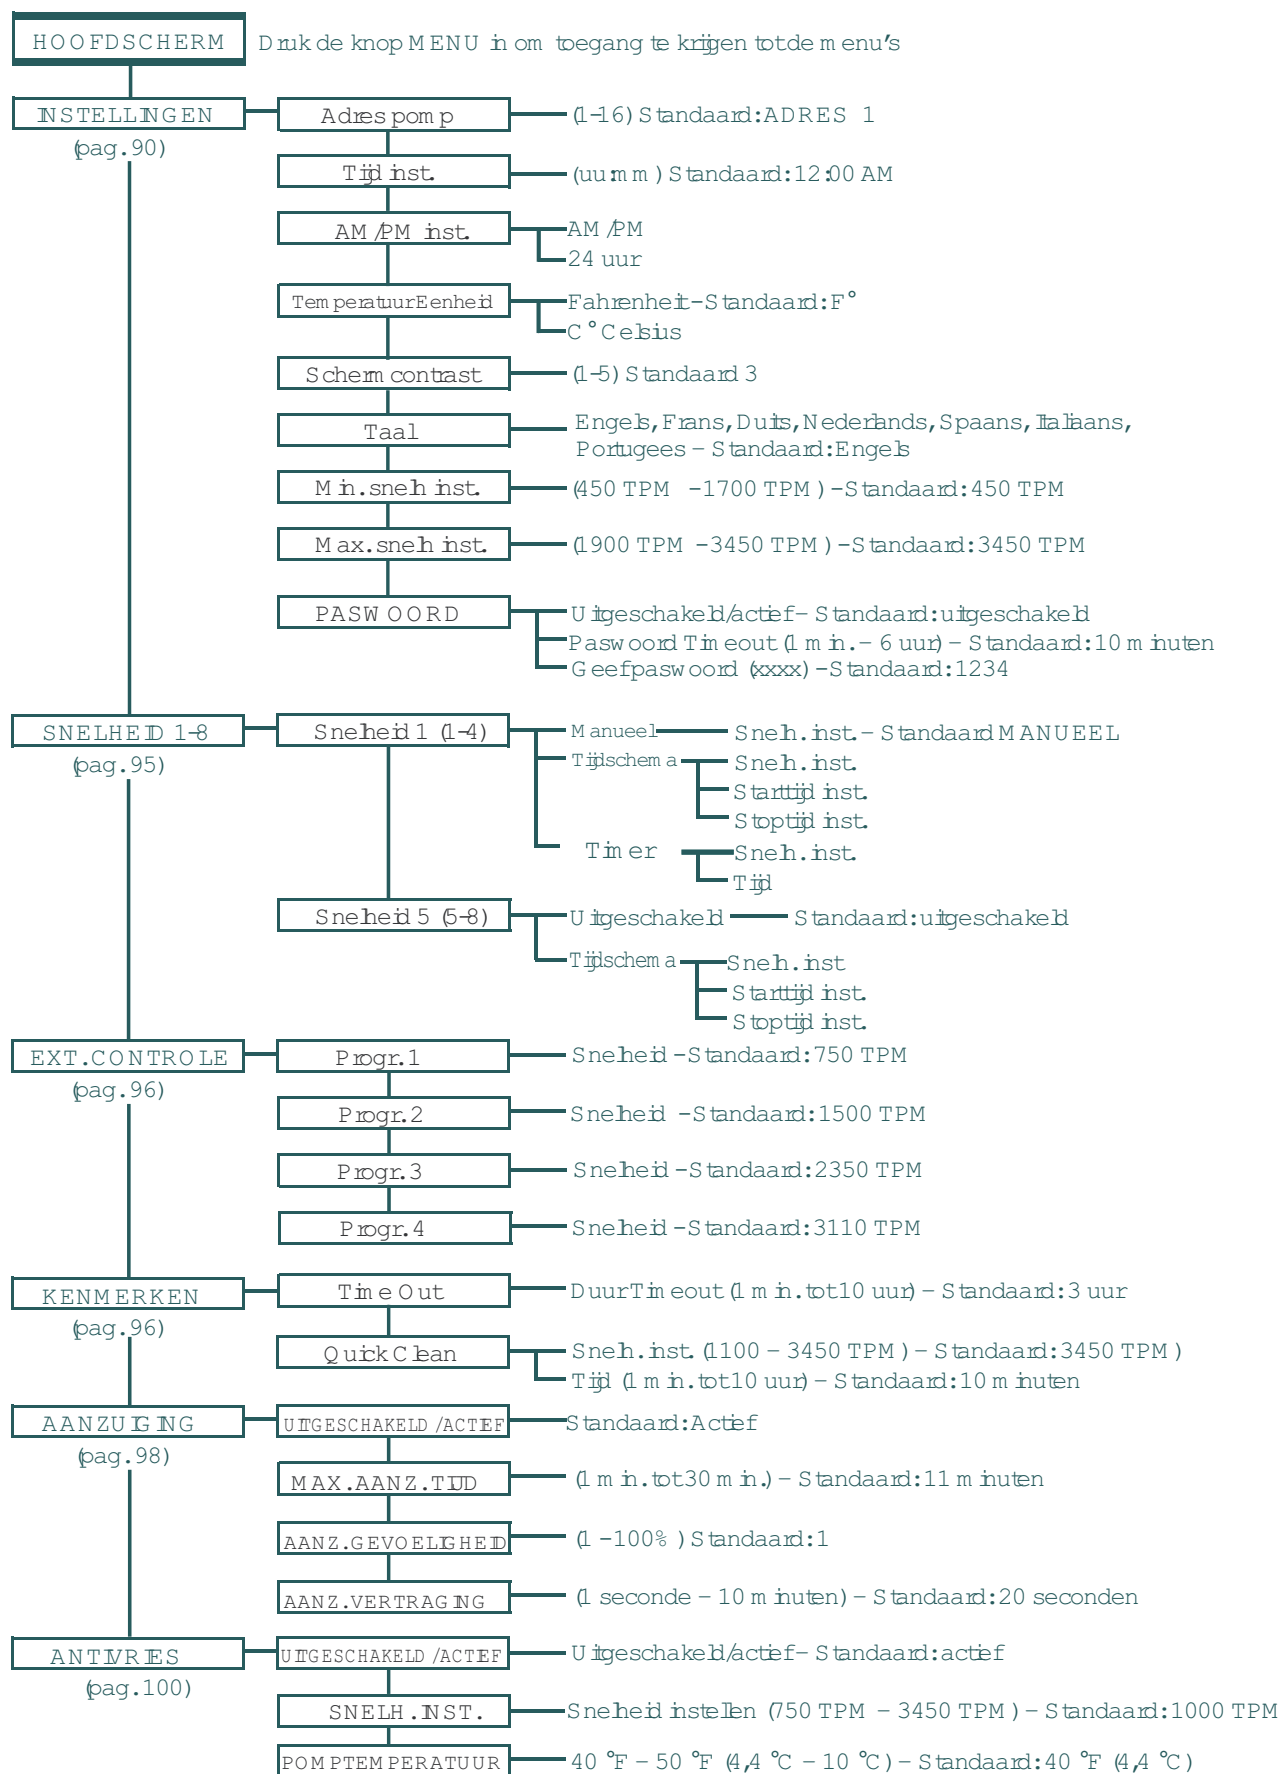 HOOFDSCHERM Druk de knop MENU in om toegang te krijgen tot de menu's
INSTELLINGEN Adres pomp (1-16) Standaard: ADRES 1
(pag. 90)
Tijd inst. (uu:mm) Standaard: 12:00 AM
AM/PM inst. AM/PM
24 uur
Temperatuur Eenheid Fahrenheit - Standaard: F°
C° Celsius
Scherm contrast (1-5) Standaard 3
Taal Engels, Frans, Duits, Nederlands, Spaans, Italiaans,
Portugees – Standaard: Engels
Min. snelh inst. (450 TPM -1700 TPM) - Standaard: 450 TPM
Max. snelh inst. (1900 TPM -3450 TPM) - Standaard: 3450 TPM
PASWOORD Uitgeschakeld/actief – Standaard: uitgeschakeld
Paswoord Timeout (1 min. – 6 uur) – Standaard: 10 minuten
Geef paswoord (xxxx) - Standaard: 1234
SNELHEID 1-8 Snelheid 1 (1-4) Manueel Snelh. inst. – Standaard MANUEEL
(pag. 95) Tijdschema Snelh. inst.
Starttijd inst.
Stoptijd inst.
Timer Snelh. inst.
Tijd
Snelheid 5 (5-8) Uitgeschakeld Standaard: uitgeschakeld
Tijdschema Snelh. inst
Starttijd inst.
Stoptijd inst.
EXT. CONTROLE Progr. 1 Snelheid - Standaard: 750 TPM
(pag. 96)
Progr. 2 Snelheid - Standaard: 1500 TPM
Progr. 3 Snelheid - Standaard: 2350 TPM
Progr. 4 Snelheid - Standaard: 3110 TPM
KENMERKEN Time Out Duur Timeout (1 min. tot 10 uur) – Standaard: 3 uur
(pag. 96)
Quick Clean Snelh. inst. (1100 – 3450 TPM) – Standaard: 3450 TPM)
Tijd (1 min. tot 10 uur) – Standaard: 10 minuten
AANZUIGING UITGESCHAKELD/ACTIEF Standaard: Actief
(pag. 98)
MAX. AANZ. TIJD (1 min. tot 30 min.) – Standaard: 11 minuten
AANZ. GEVOELIGHEID (1 -100%) Standaard: 1
AANZ. VERTRAGING (1 seconde – 10 minuten) – Standaard: 20 seconden
ANTIVRIES UITGESCHAKELD/ACTIEF Uitgeschakeld/actief – Standaard: actief
(pag. 100)
SNELH. INST. Snelheid instellen (750 TPM – 3450 TPM) – Standaard: 1000 TPM
POMPTEMPERATUUR 40 °F – 50 °F (4,4 °C – 10 °C) – Standaard: 40 °F (4,4 °C)